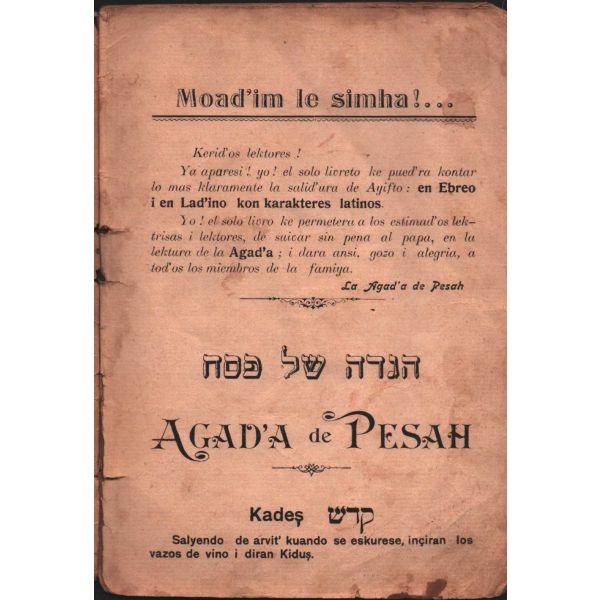 Moad'im le simha!...
Kerid'os lektores !
Ya aparesi! yo! el solo livreto ke pued'ra kontar
lo mas klaramente la salid'ura de Ayifto : en Ebreo
i en Lad'ino kon karakteres latinos.
Yo ! el solo livro ke permetera a los estimad'os lek-
trisas i lektores, de suivar sin pena al papa, en la
lektura de la Agad'a ; i dara ansi, gozo i alegria, a
tod'os los miembros de la famiya.
La Agad'a de Pesah
הגדה של פסח
AGAD'A de PESAH
Kadeş קדש
Salyendo de arvit' kuando se eskurese, inçiran los
vazos de vino i diran Kiduş.